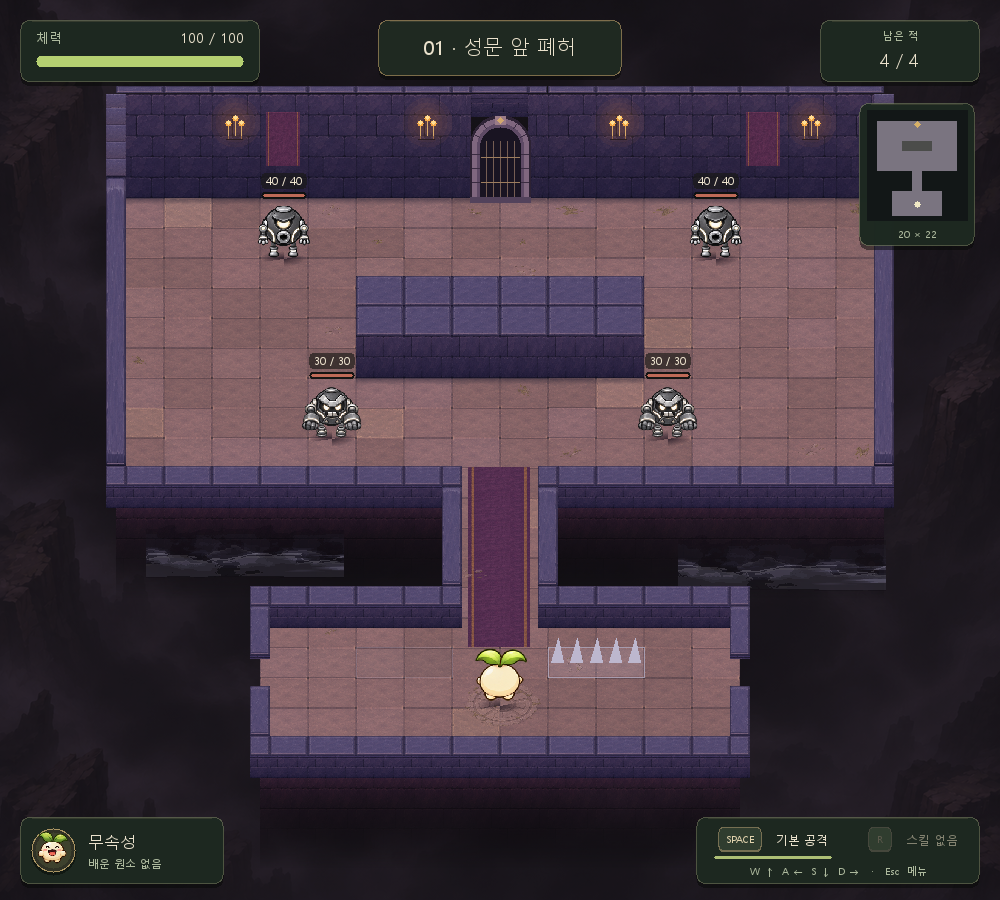 체력 100 / 100
01 · 성문 앞 폐허
남은 적
4 / 4
40 / 40
40 / 40
20 × 22
30 / 30
30 / 30
무속성
배운 원소 없음
SPACE 기본 공격 R 스킬 없음
W ↑ A ← S ↓ D → · Esc 메뉴